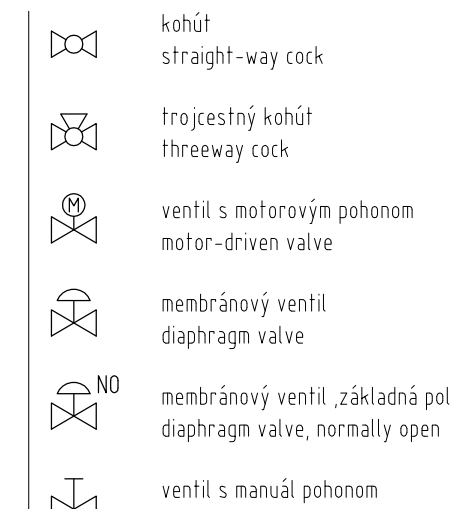 kohút
straight-way cock
trojcestný kohút
threeway cock
M
ventil s motorovým pohonom
motor-driven valve
membránový ventil
diaphragm valve
NO
membránový ventil ,základná pol
diaphragm valve, normally open
ventil s manuál pohonom